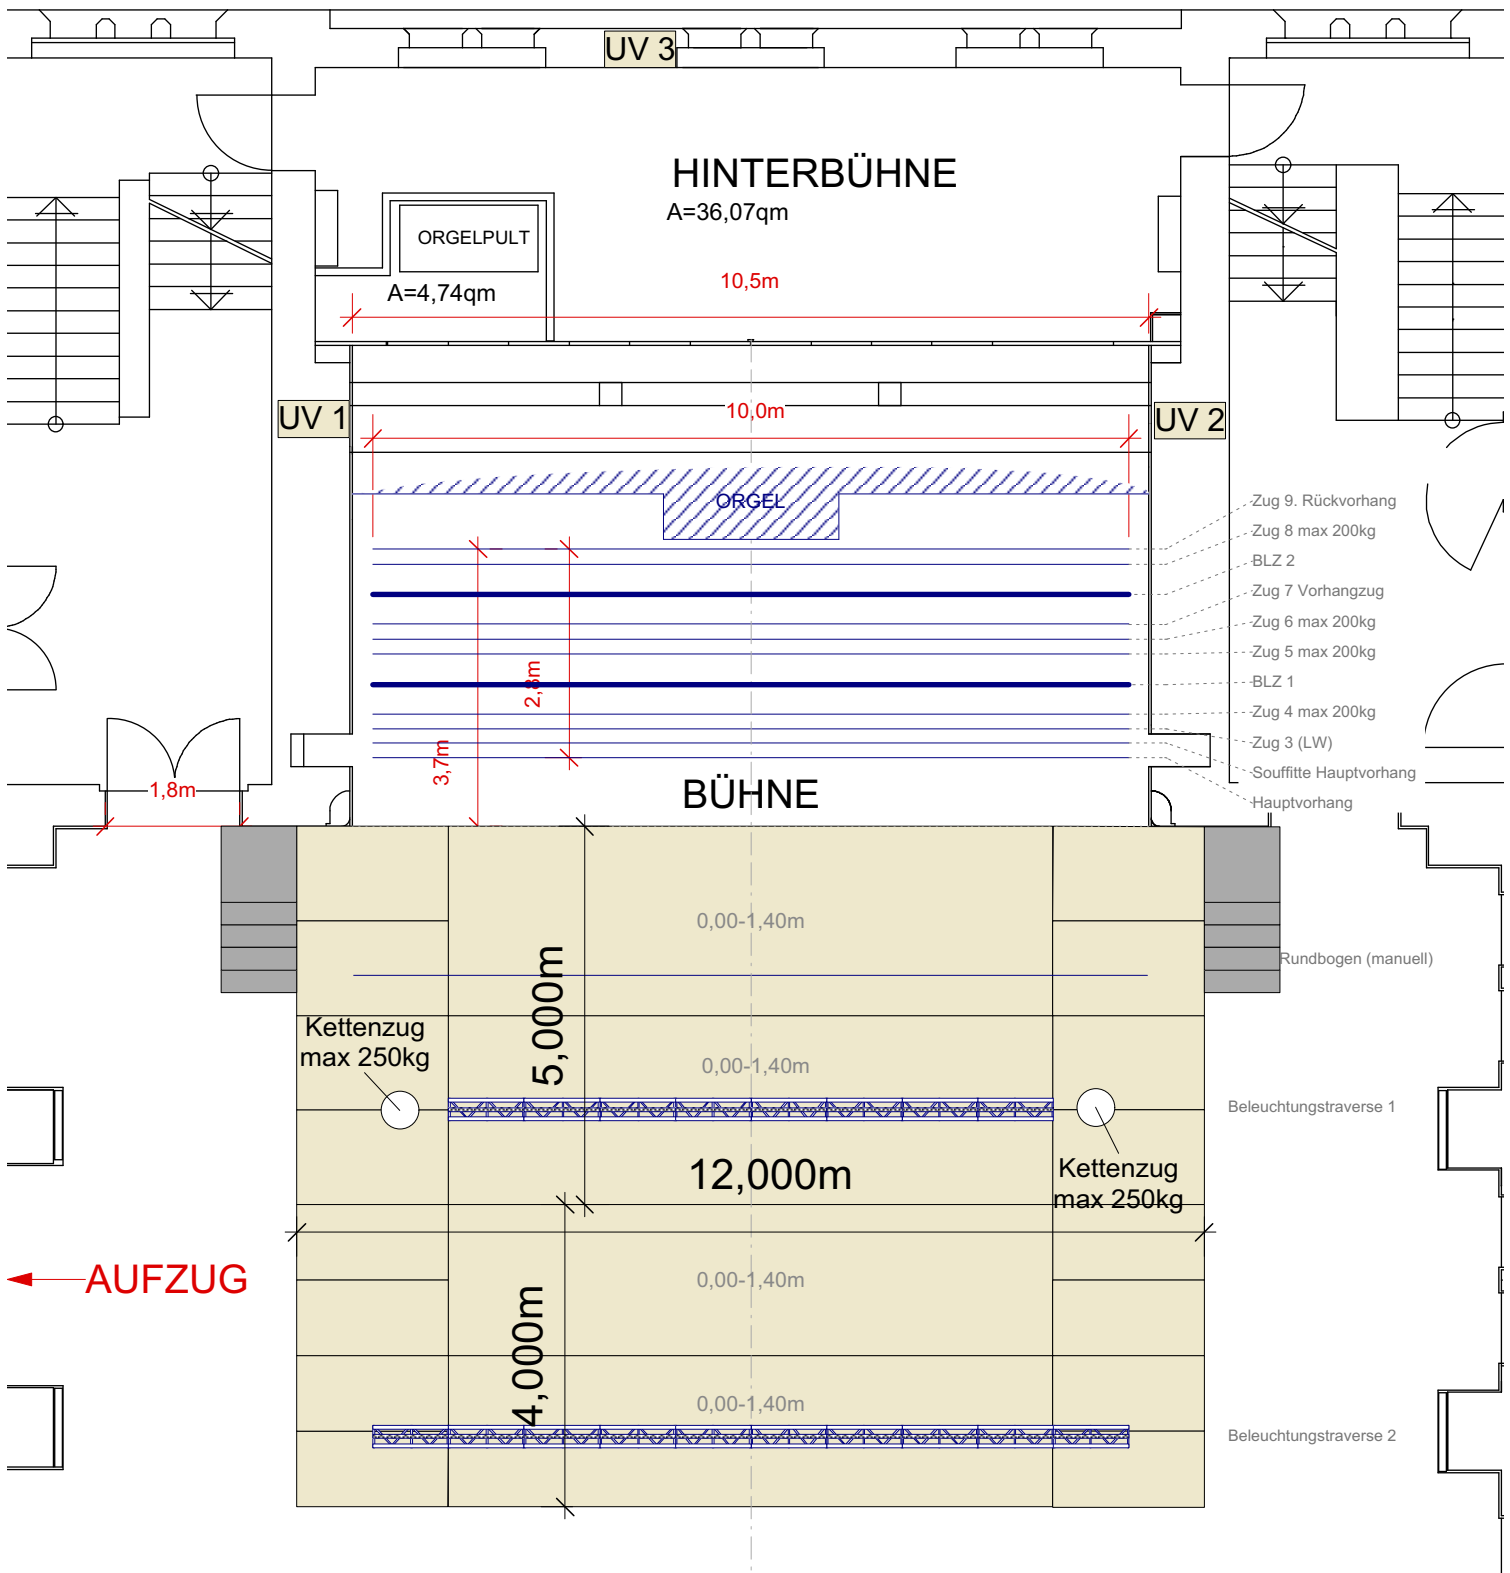 UV 3
HINTERBÜHNE
A=36,07qm
ORGELPULT
A=4,74qm
10,5m
UV 1
10,0m
UV 2
ORGEL
Zug 9. Rückvorhang
Zug 8 max 200kg
BLZ 2
Zug 7 Vorhangzug
Zug 6 max 200kg
Zug 5 max 200kg
BLZ 1
Zug 4 max 200kg
Zug 3 (LW)
Souffitte Hauptvorhang
Hauptvorhang
2,8m
3,7m
1,8m
BÜHNE
0,00-1,40m
Rundbogen (manuell)
5,000m
Kettenzug
max 250kg
0,00-1,40m
Beleuchtungstraverse 1
12,000m
Kettenzug
max 250kg
AUFZUG
0,00-1,40m
4,000m
0,00-1,40m
Beleuchtungstraverse 2